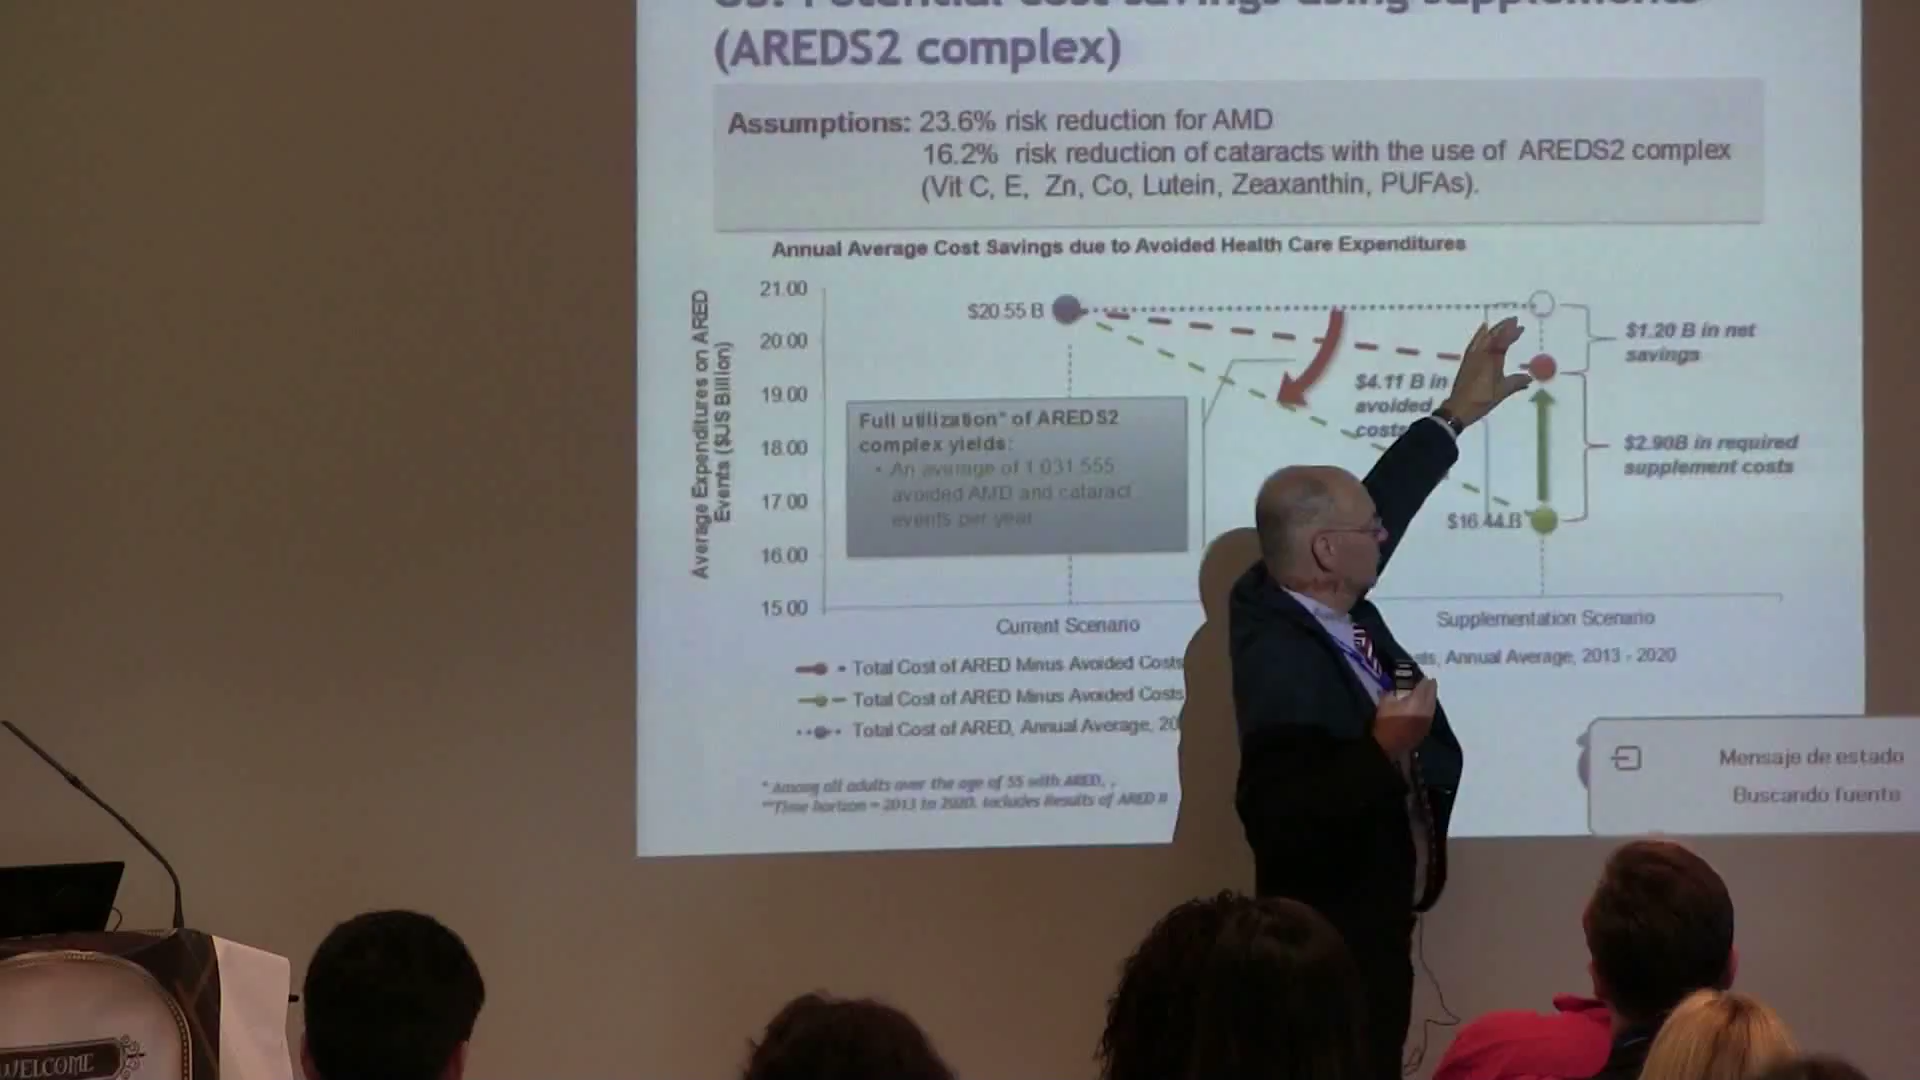 (AREDS2 complex)
Assumptions: 23.6% risk reduction for AMD
16.2% risk reduction of cataracts with the use of AREDS2 complex
(Vit C, E, Zn, Co, Lutein, Zeaxanthin, PUFAs).
Annual Average Cost Savings due to Avoided Health Care Expenditures
Average Expenditures on ARED
Events ($US Billion)
21.00
20.00
19.00
18.00
17.00
16.00
15.00
$20.55 B
$1.20 B in net
savings
$4.11 B in
avoided
costs
$2.90B in required
supplement costs
$16.44 B
Full utilization* of AREDS2
complex yields:
• An average of 1,031,555
avoided AMD and cataract
events per year
Current Scenario
Supplementation Scenario
Total Cost of ARED Minus Avoided Costs
, Annual Average, 2013 - 2020
Total Cost of ARED Minus Avoided Costs
Total Cost of ARED, Annual Average, 20
* Among all adults over the age of 55 with ARED,
**Time horizon = 2013 to 2020. Includes Results of ARED II
Mensaje de estado
Buscando fuente
WELCOME